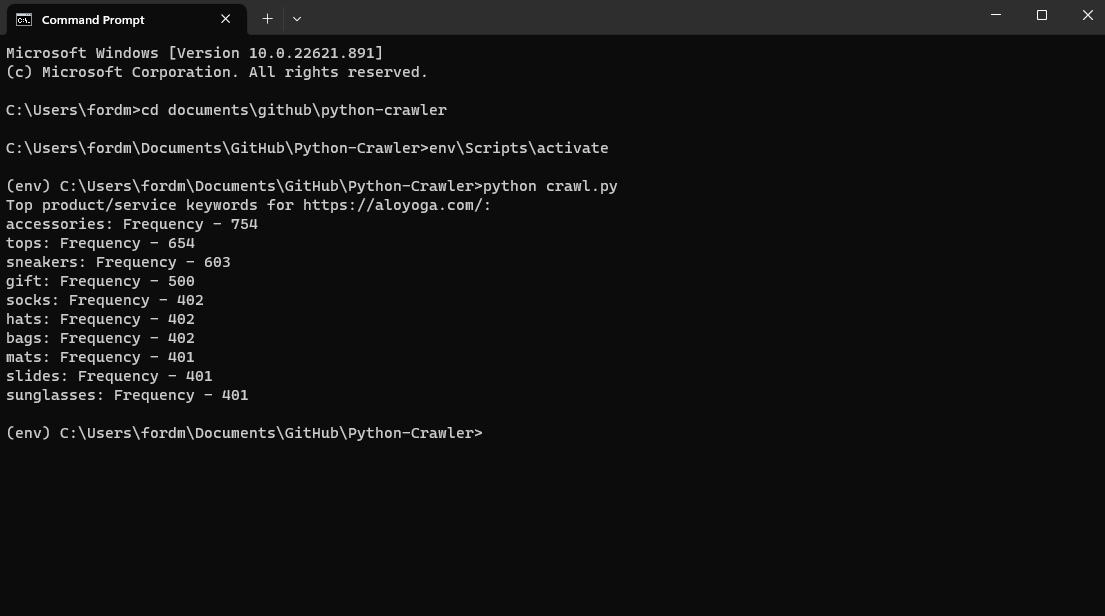 Command Prompt
Microsoft Windows [Version 10.0.22621.891]
(c) Microsoft Corporation. All rights reserved.
C:\Users\fordm>cd documents\github\python-crawler
C:\Users\fordm\Documents\GitHub\Python-Crawler>env\Scripts\activate
(env) C:\Users\fordm\Documents\GitHub\Python-Crawler>python crawl.py
Top product/service keywords for https://aloyoga.com/:
accessories: Frequency - 754
tops: Frequency - 654
sneakers: Frequency - 603
gift: Frequency - 500
socks: Frequency - 402
hats: Frequency - 402
bags: Frequency - 402
mats: Frequency - 401
slides: Frequency - 401
sunglasses: Frequency - 401
(env) C:\Users\fordm\Documents\GitHub\Python-Crawler>